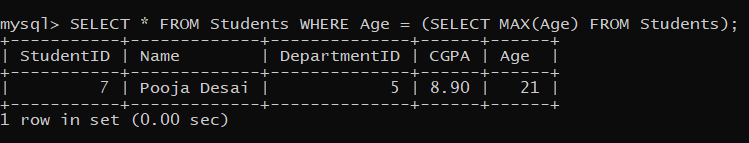 mysql> SELECT * FROM Students WHERE Age = (SELECT MAX(Age) FROM Students);
+-----------+-------------+--------------+------+------+
| StudentID | Name        | DepartmentID | CGPA | Age  |
+-----------+-------------+--------------+------+------+
|         7 | Pooja Desai |            5 | 8.90 |   21 |
+-----------+-------------+--------------+------+------+
1 row in set (0.00 sec)